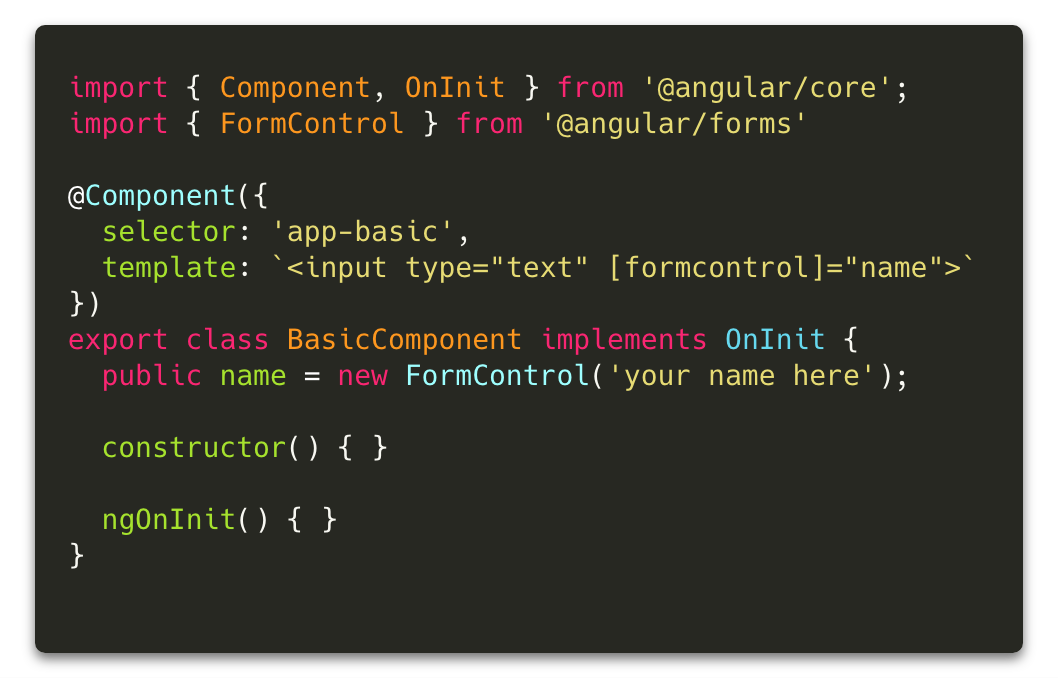 import { Component, OnInit } from '@angular/core';
import { FormControl } from '@angular/forms'

@Component({
  selector: 'app-basic',
  template: `<input type="text" [formcontrol]="name">`
})
export class BasicComponent implements OnInit {
  public name = new FormControl('your name here');

  constructor() { }

  ngOnInit() { }
}